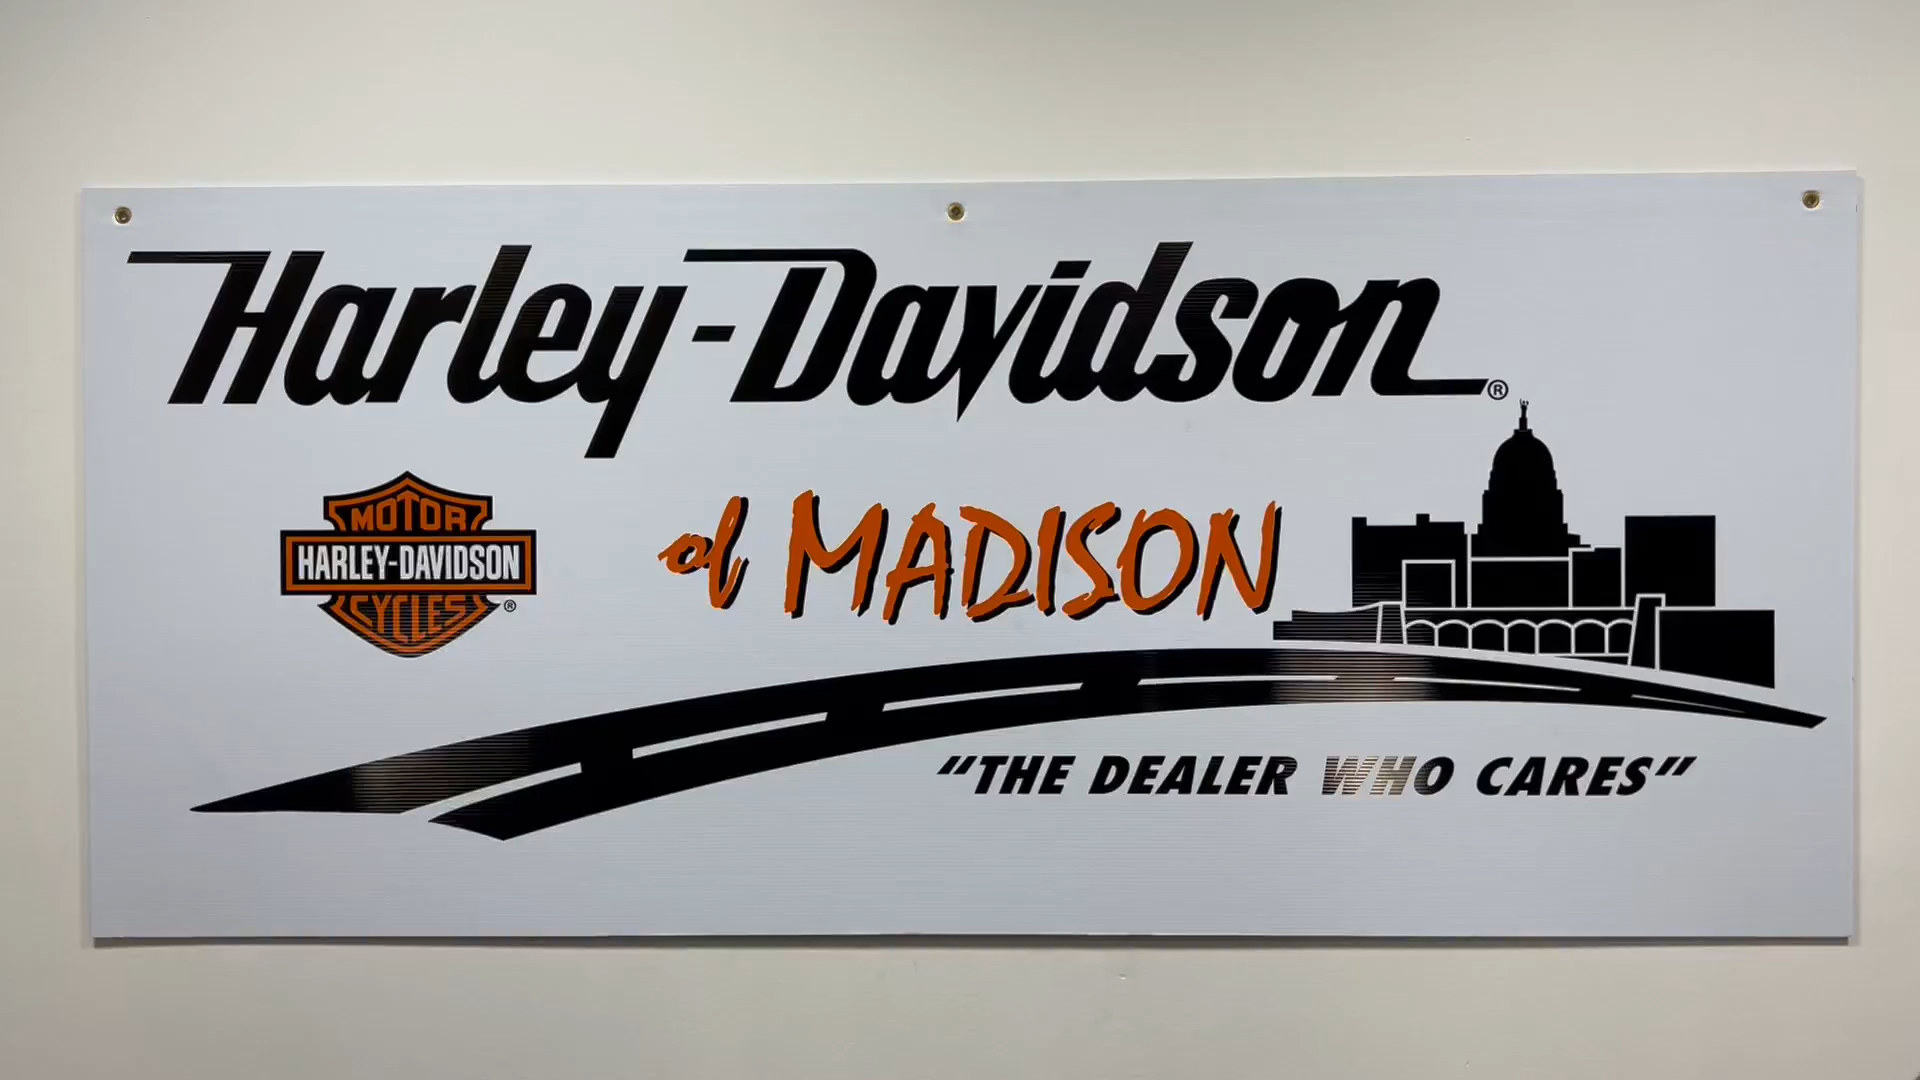 Harley-Davidson®
MOTOR
HARLEY-DAVIDSON
CYCLES®
of MADISON
"THE DEALER WHO CARES"